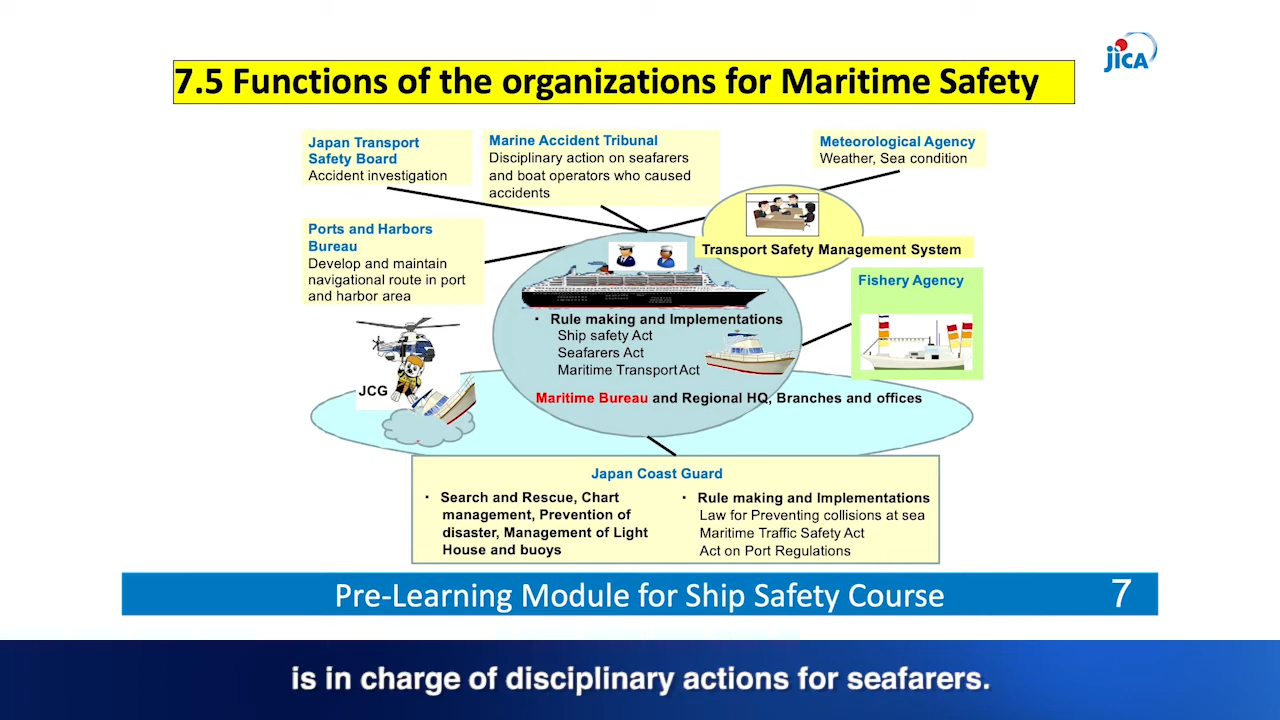 JICA
7.5 Functions of the organizations for Maritime Safety
Japan Transport
Safety Board
Accident investigation
Marine Accident Tribunal
Disciplinary action on seafarers
and boat operators who caused
accidents
Meteorological Agency
Weather, Sea condition
Ports and Harbors
Bureau
Develop and maintain
navigational route in port
and harbor area
Transport Safety Management System
Fishery Agency
・ Rule making and Implementations
Ship safety Act
Seafarers Act
Maritime Transport Act
JCG
Maritime Bureau and Regional HQ, Branches and offices
Japan Coast Guard
・ Search and Rescue, Chart
management, Prevention of
disaster, Management of Light
House and buoys
・ Rule making and Implementations
Law for Preventing collisions at sea
Maritime Traffic Safety Act
Act on Port Regulations
Pre-Learning Module for Ship Safety Course 7
is in charge of disciplinary actions for seafarers.